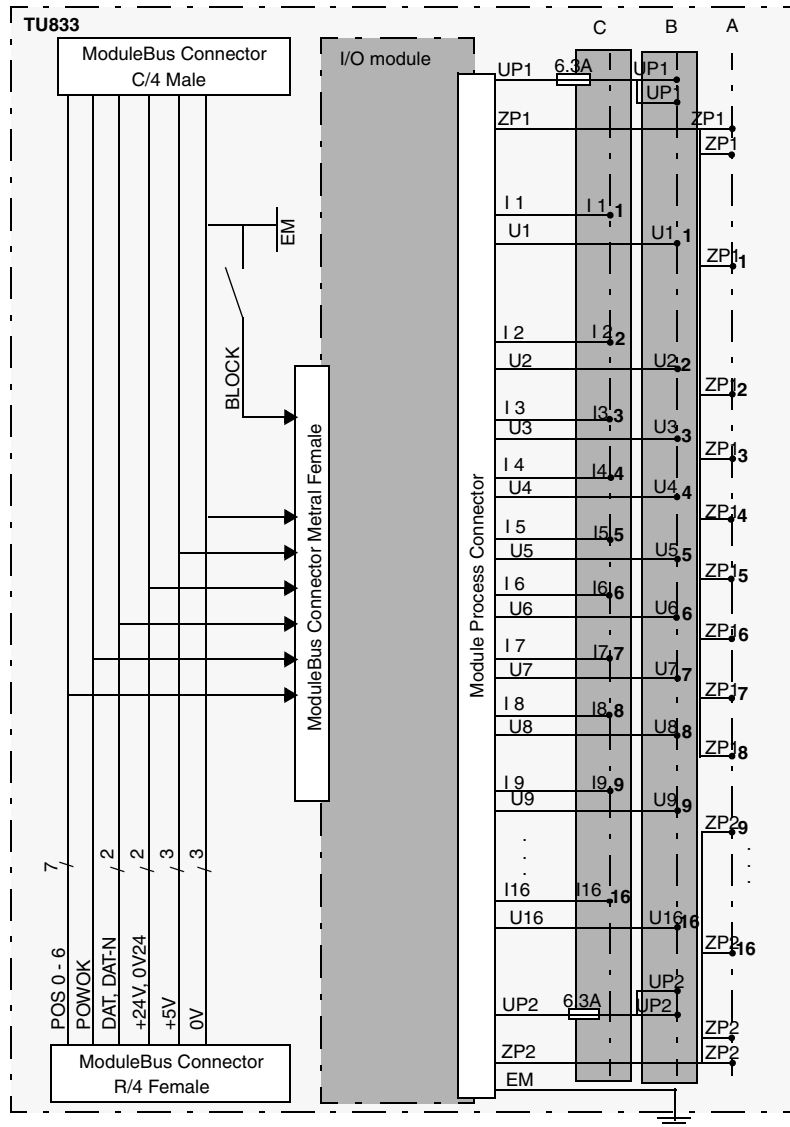 TU833
ModuleBus Connector
C/4 Male
I/O module
C
B
A
UP1
6.3A
UP1
UP1
ZP1
ZP1
ZP1
I 1
I 1
1
U1
U1
1
ZP1
1
EM
BLOCK
I 2
I 2
2
U2
U2
2
ZP1
2
I 3
I3
3
U3
U3
3
ZP1
3
I 4
I4
4
U4
U4
4
ZP1
4
I 5
I5
5
U5
U5
5
ZP1
5
I 6
I6
6
U6
U6
6
ZP1
6
I 7
I7
7
U7
U7
7
ZP1
7
I 8
I8
8
U8
U8
8
ZP1
8
I 9
I9
9
U9
U9
9
ZP2
9
I16
I16
16
U16
U16
16
ZP2
16
UP2
UP2
6.3A
UP2
ZP2
ZP2
ZP2
EM
ModuleBus Connector Metral Female
Module Process Connector
7
2
2
3
3
POS 0 - 6
POWOK
DAT, DAT-N
+24V, 0V24
+5V
0V
ModuleBus Connector
R/4 Female